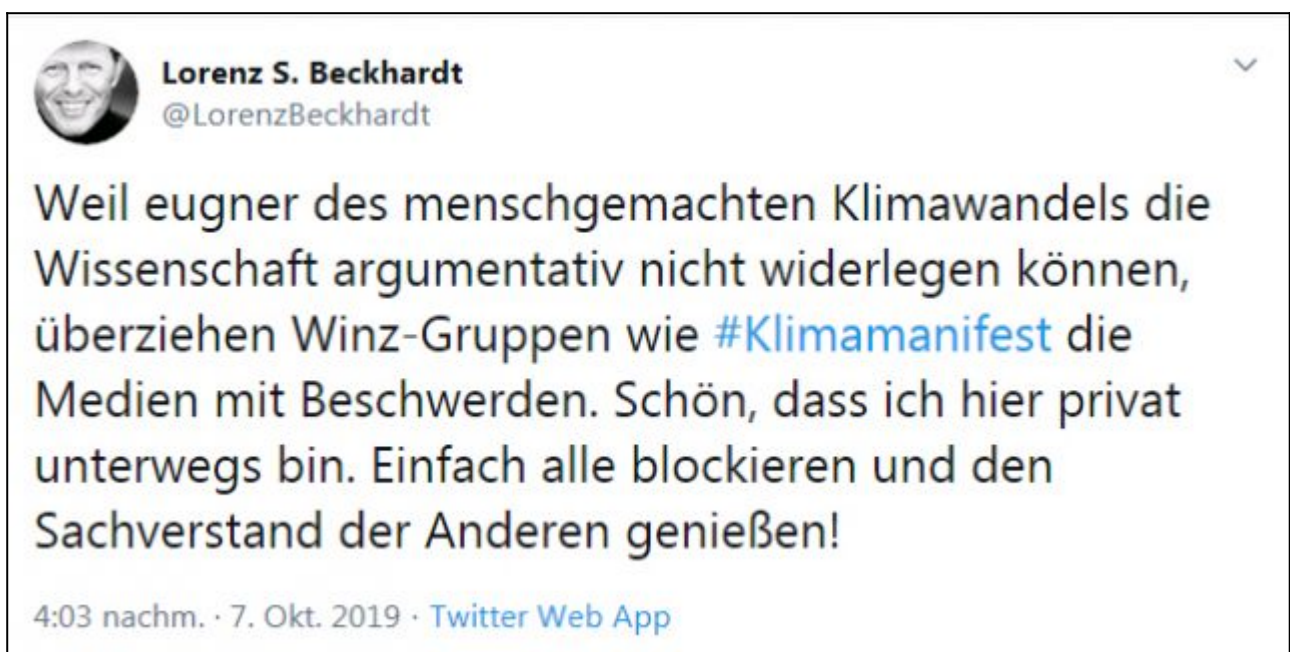 Lorenz S. Beckhardt
@LorenzBeckhardt
Weil eugner des menschgemachten Klimawandels die
Wissenschaft argumentativ nicht widerlegen können,
überziehen Winz-Gruppen wie #Klimamanifest die
Medien mit Beschwerden. Schön, dass ich hier privat
unterwegs bin. Einfach alle blockieren und den
Sachverstand der Anderen genießen!
4:03 nachm. · 7. Okt. 2019 · Twitter Web App